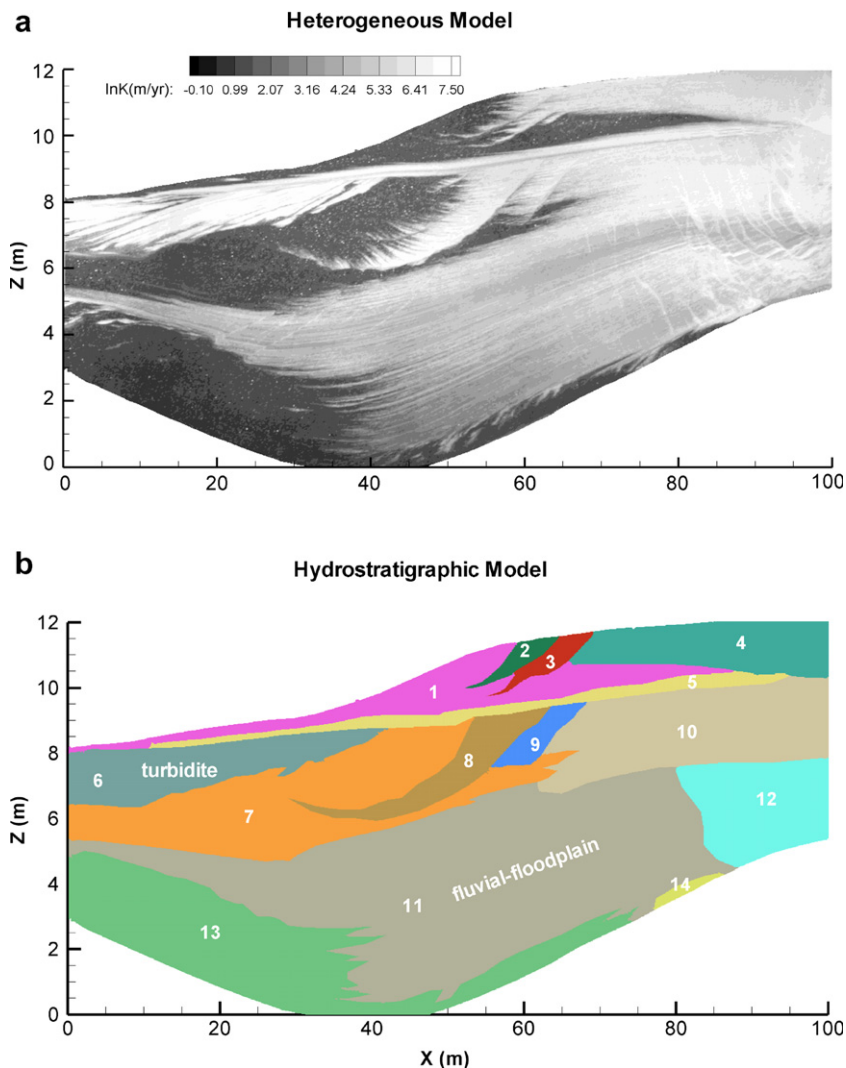 a
Heterogeneous Model
lnK(m/yr): -0.10 0.99 2.07 3.16 4.24 5.33 6.41 7.50
12
10
8
6
4
2
0
Z (m)
0 20 40 60 80 100
b
Hydrostratigraphic Model
12
10
8
6
4
2
0
Z (m)
2
3
4
1
5
6
turbidite
10
9
8
7
12
14
fluvial-floodplain
11
13
0 20 40 60 80 100
X (m)